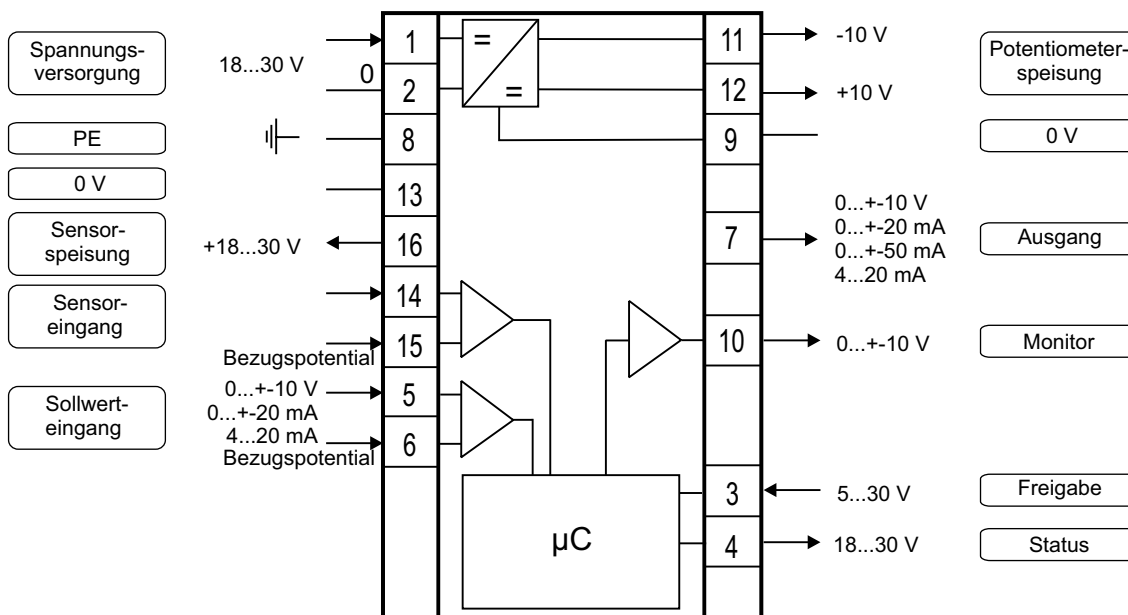 Spannungs-
versorgung
18...30 V
0
1
2
=
=
11
12
-10 V
+10 V
Potentiometer-
speisung
PE
8
9
0 V
0 V
13
Sensor-
speisung
+18...30 V
16
7
0...+-10 V
0...+-20 mA
0...+-50 mA
4...20 mA
Ausgang
Sensor-
eingang
14
15
Bezugspotential
10
0...+-10 V
Monitor
Sollwert-
eingang
0...+-10 V
0...+-20 mA
4...20 mA
Bezugspotential
5
6
µC
3
5...30 V
Freigabe
4
18...30 V
Status